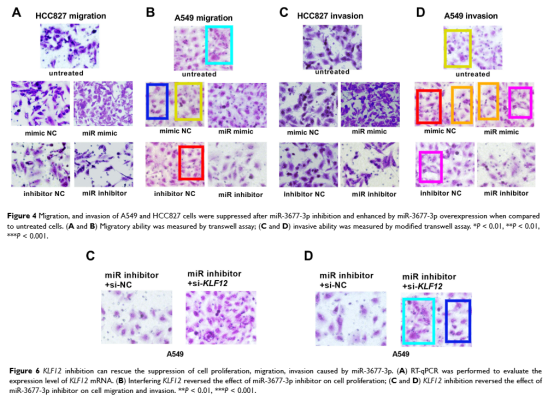 A
HCC827 migration
B
A549 migration
C
HCC827 invasion
D
A549 invasion
untreated
untreated
untreated
untreated
mimic NC
miR mimic
mimic NC
miR mimic
mimic NC
miR mimic
mimic NC
miR mimic
inhibitor NC
miR inhibitor
inhibitor NC
miR inhibitor
inhibitor NC
miR inhibitor
inhibitor NC
miR inhibitor
Figure 4 Migration, and invasion of A549 and HCC827 cells were suppressed after miR-3677-3p inhibition and enhanced by miR-3677-3p overexpression when compared
to untreated cells. (A and B) Migratory ability was measured by transwell assay; (C and D) invasive ability was measured by modified transwell assay. *P < 0.01, **P < 0.01,
***P < 0.001.
C
miR inhibitor
+si-NC
miR inhibitor
+si-KLF12
A549
D
miR inhibitor
+si-NC
miR inhibitor
+si-KLF12
A549
Figure 6 KLF12 inhibition can rescue the suppression of cell proliferation, migration, invasion caused by miR-3677-3p. (A) RT-qPCR was performed to evaluate the
expression level of KLF12 mRNA. (B) Interfering KLF12 reversed the effect of miR-3677-3p inhibitor on cell proliferation; (C and D) KLF12 inhibition reversed the effect of
miR-3677-3p inhibitor on cell migration and invasion. **P < 0.01, ***P < 0.001.